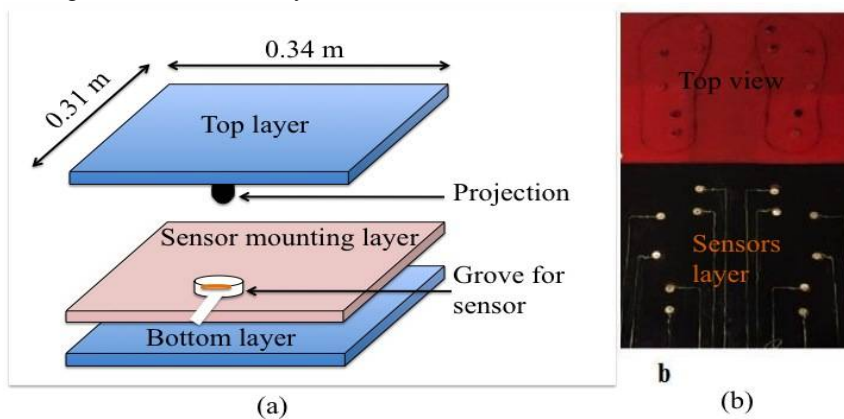 0.34 m
0.31 m
Top layer
Projection
Sensor mounting layer
Grove for
sensor
Bottom layer
(a)
Top view
Sensors
layer
b
(b)